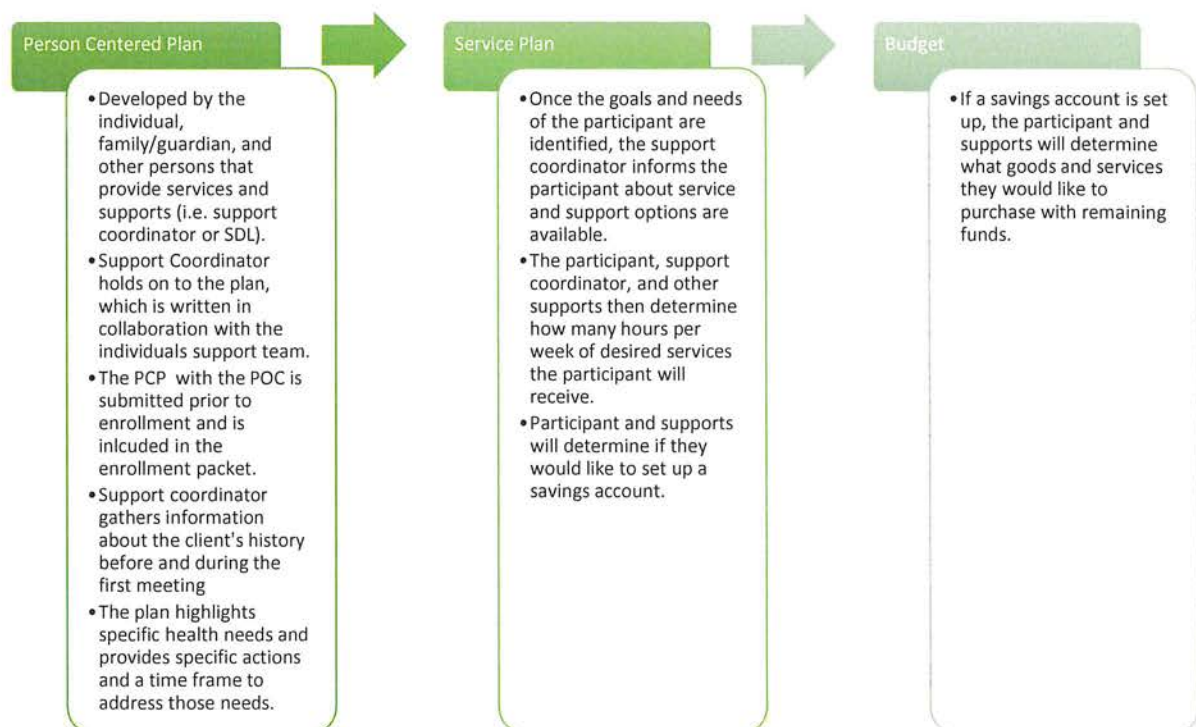 Person Centered Plan
•Developed by the
individual,
family/guardian, and
other persons that
provide services and
supports (i.e. support
coordinator or SDL).
•Support Coordinator
holds on to the plan,
which is written in
collaboration with the
individuals support team.
•The PCP with the POC is
submitted prior to
enrollment and is
inlcuded in the
enrollment packet.
•Support coordinator
gathers information
about the client's history
before and during the
first meeting
•The plan highlights
specific health needs and
provides specific actions
and a time frame to
address those needs.
Service Plan
•Once the goals and needs
of the participant are
identified, the support
coordinator informs the
participant about service
and support options are
available.
•The participant, support
coordinator, and other
supports then determine
how many hours per
week of desired services
the participant will
receive.
•Participant and supports
will determine if they
would like to set up a
savings account.
Budget
•If a savings account is set
up, the participant and
supports will determine
what goods and services
they would like to
purchase with remaining
funds.